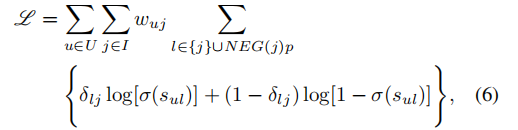 ℒ = ∑_{u∈U} ∑_{j∈I} w_{uj} ∑_{l∈{j}∪NEG(j)p}
{δ_{lj} log[σ(s_{ul})] + (1 − δ_{lj}) log[1 − σ(s_{ul})]}, (6)